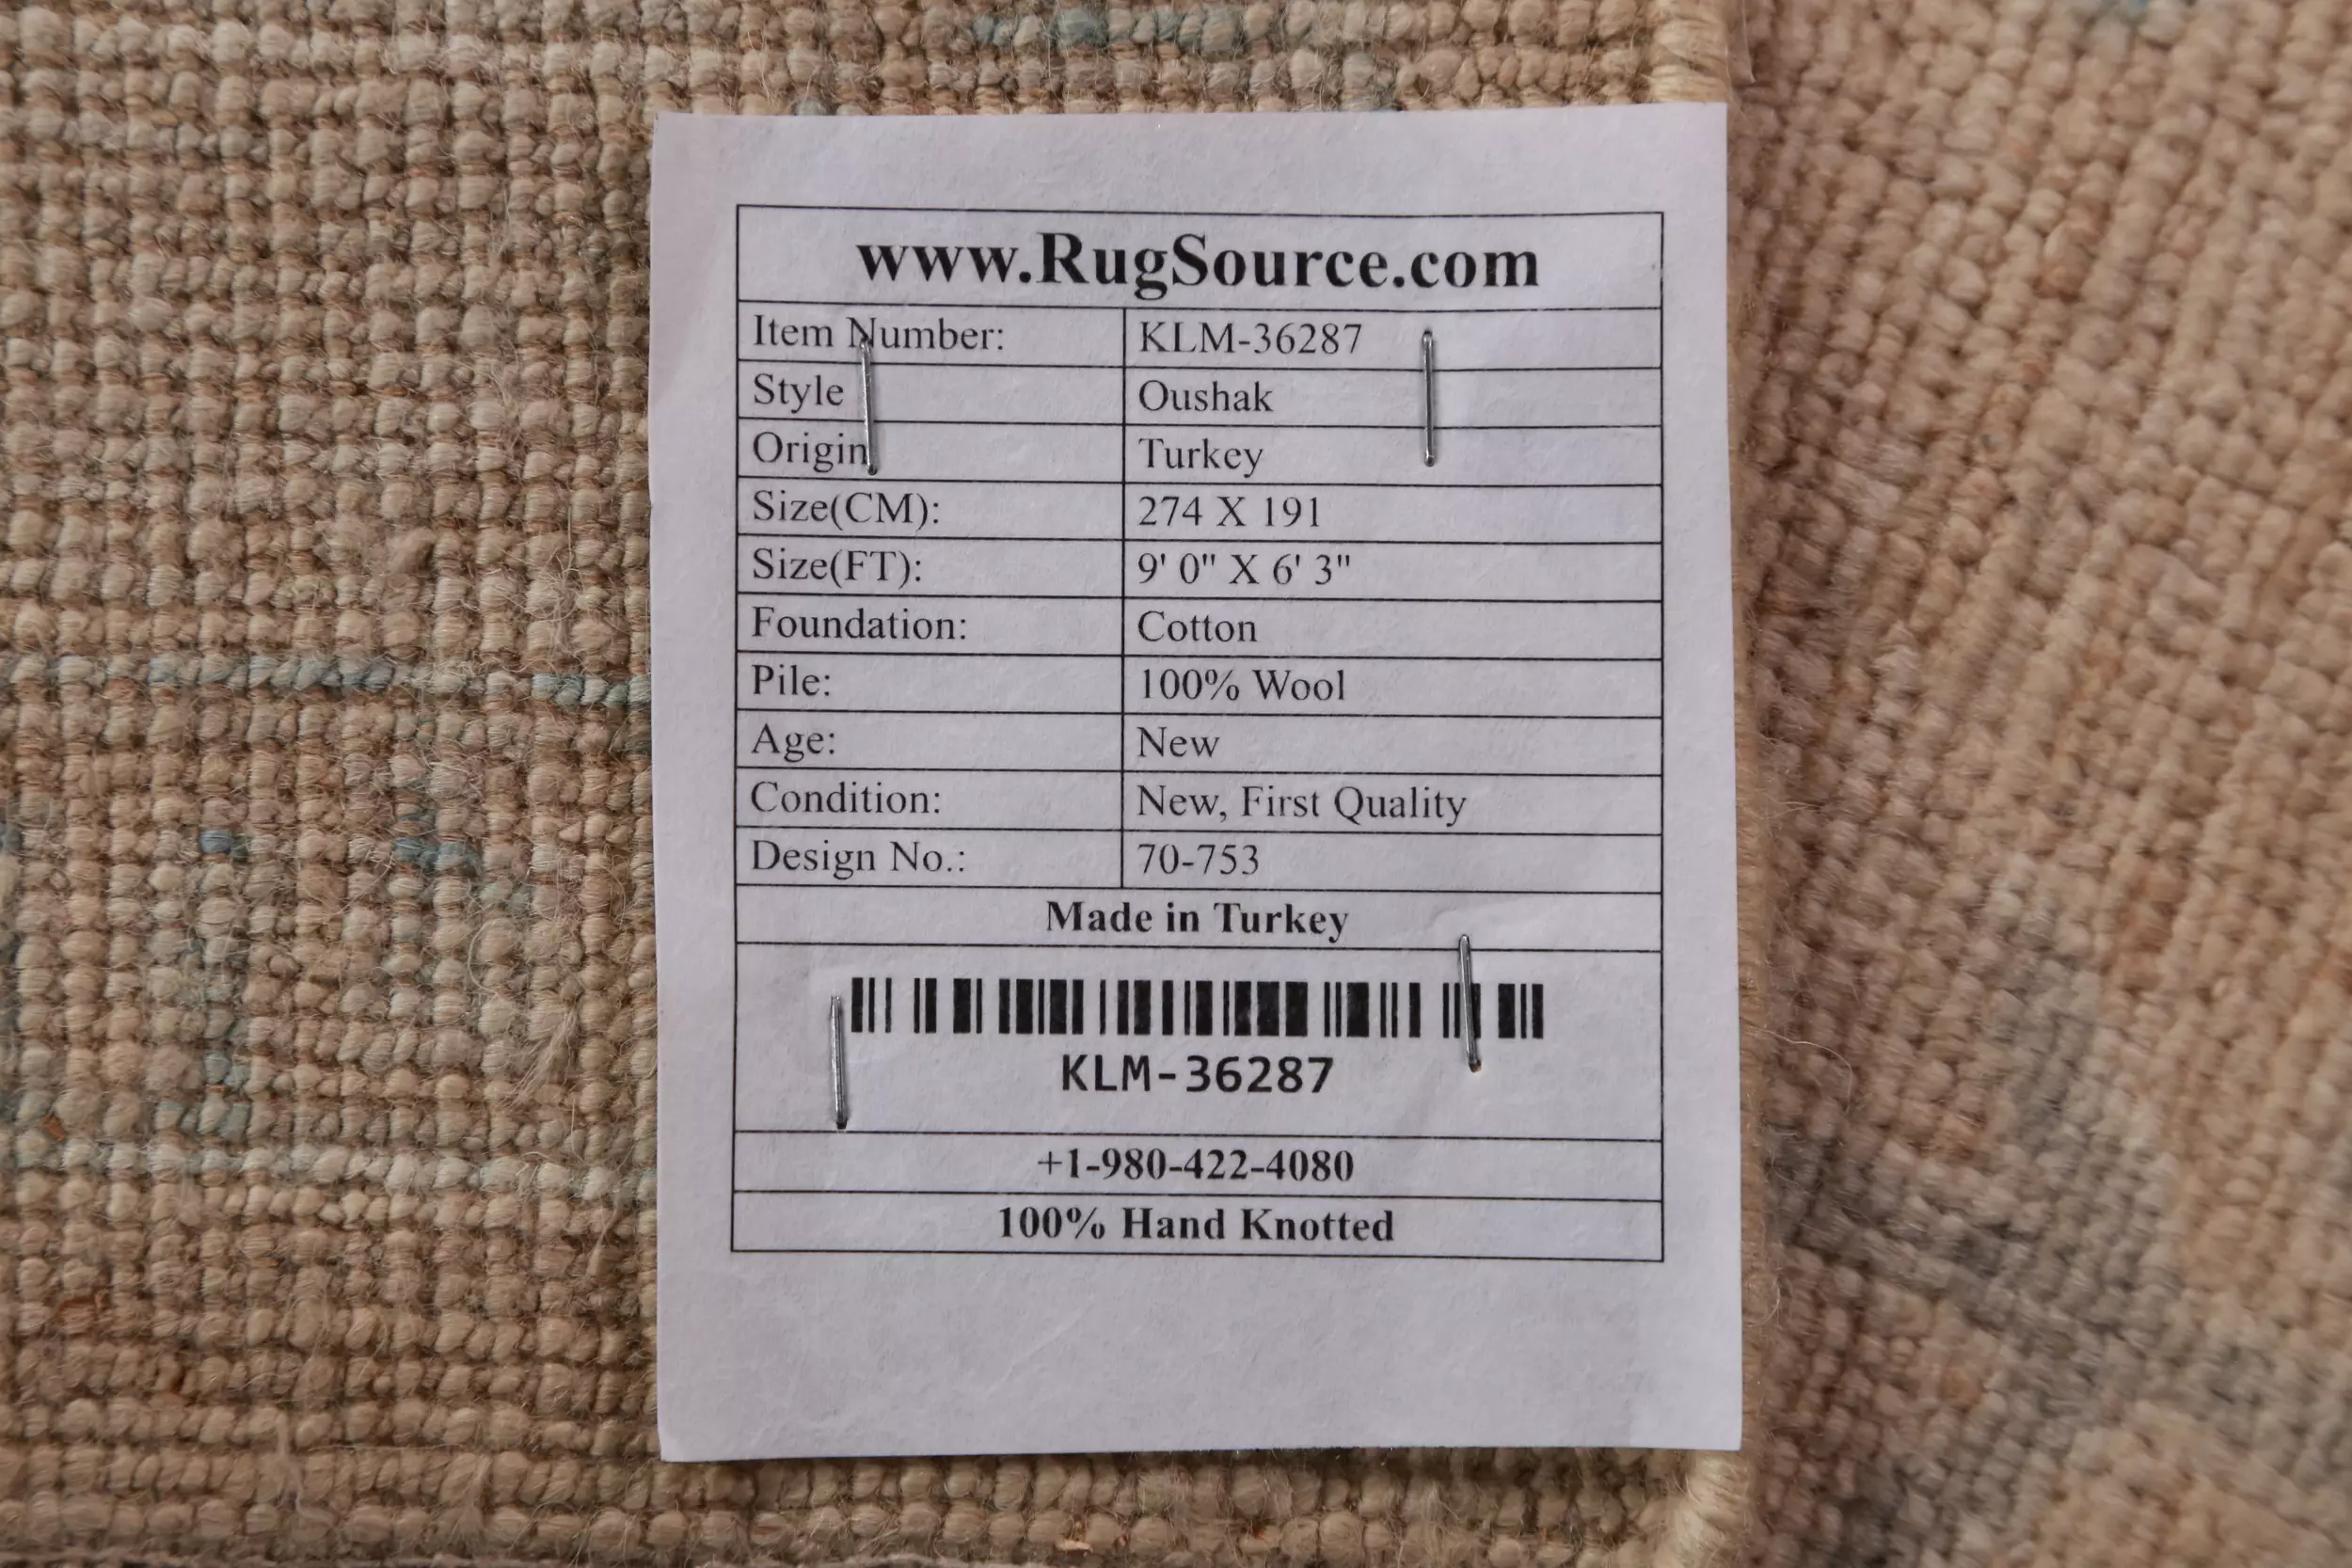 www.RugSource.com
Item Number: KLM-36287
Style Oushak
Origin Turkey
Size(CM): 274 X 191
Size(FT): 9' 0" X 6' 3"
Foundation: Cotton
Pile: 100% Wool
Age: New
Condition: New, First Quality
Design No.: 70-753
Made in Turkey
KLM-36287
+1-980-422-4080
100% Hand Knotted